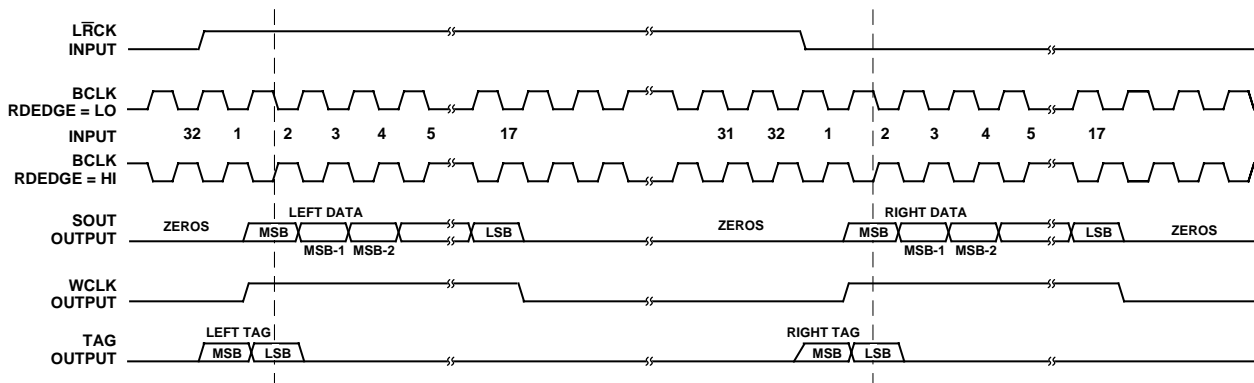 LR̅CK
INPUT
BCLK
RDEDGE = LO
INPUT 32 1 2 3 4 5 17 31 32 1 2 3 4 5 17
BCLK
RDEDGE = HI
SOUT
OUTPUT
ZEROS LEFT DATA ZEROS RIGHT DATA ZEROS
MSB LSB MSB LSB
MSB-1 MSB-2 MSB-1 MSB-2
WCLK
OUTPUT
TAG
OUTPUT
LEFT TAG RIGHT TAG
MSB LSB MSB LSB